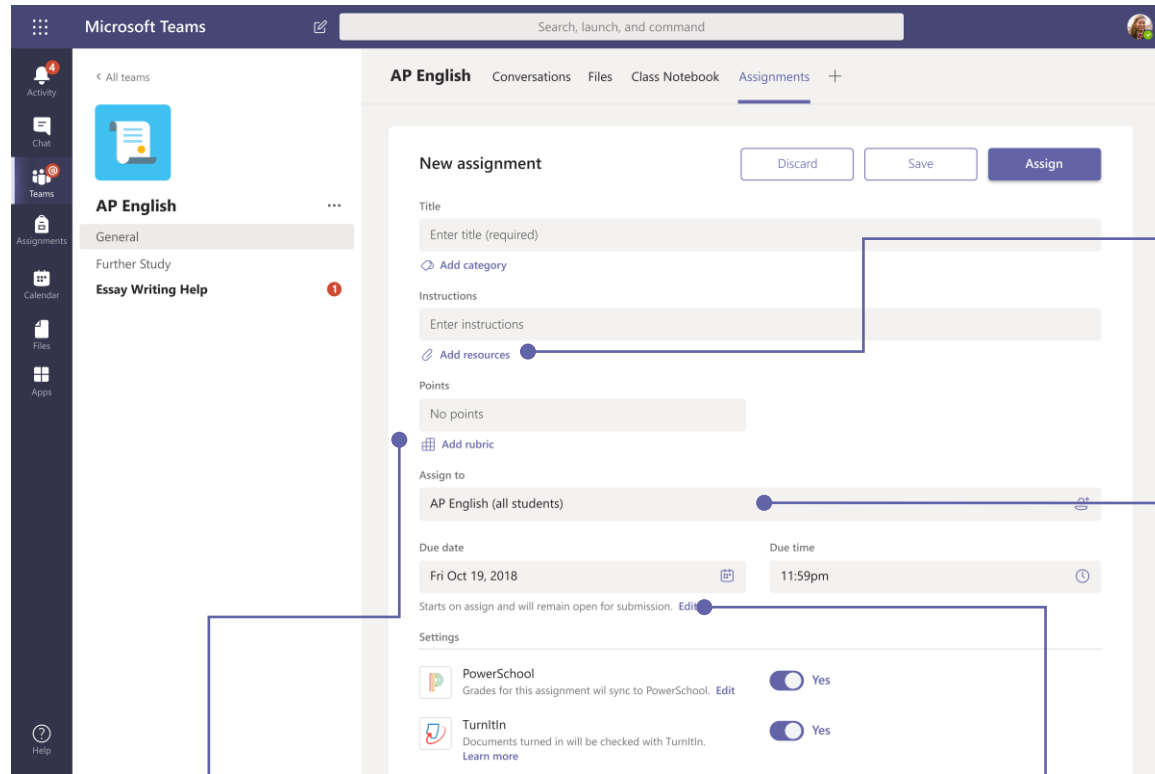 Microsoft Teams
Search, launch, and command
4
Activity
Chat
Teams
Assignments
Calendar
Files
Apps
Help
All teams
AP English
General
Further Study
Essay Writing Help
1
AP English Conversations Files Class Notebook Assignments
New assignment
Discard Save Assign
Title
Enter title (required)
Add category
Instructions
Enter instructions
Add resources
Points
No points
Add rubric
Assign to
AP English (all students)
Due date Due time
Fri Oct 19, 2018 11:59pm
Starts on assign and will remain open for submission. Edit
Settings
PowerSchool
Grades for this assignment wil sync to PowerSchool. Edit
Yes
TurnItIn
Documents turned in will be checked with TurnItIn.
Learn more
Yes